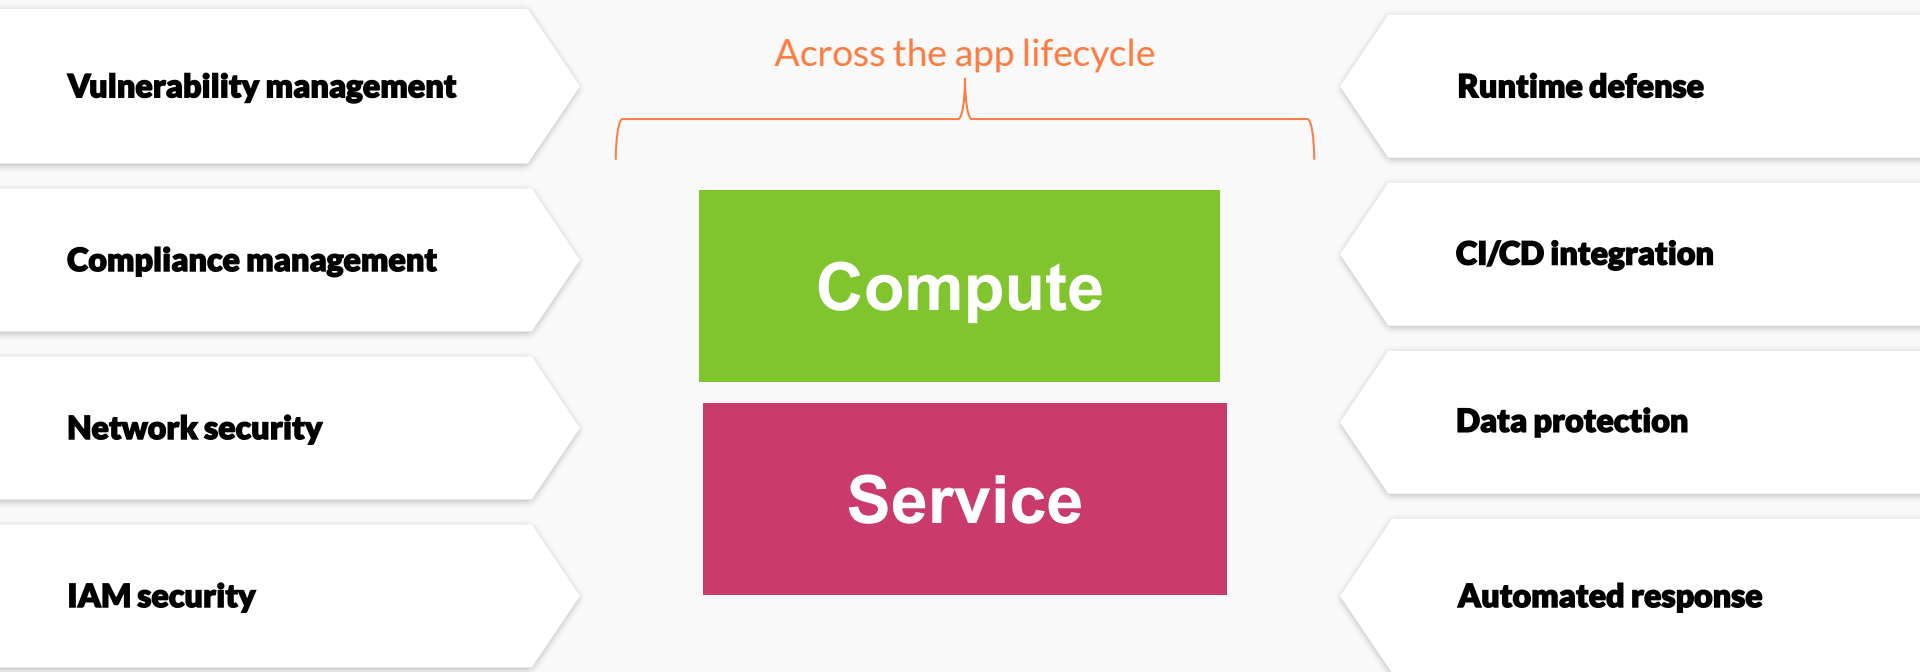 Vulnerability management
Compliance management
Network security
IAM security
Across the app lifecycle
Compute
Service
Runtime defense
CI/CD integration
Data protection
Automated response